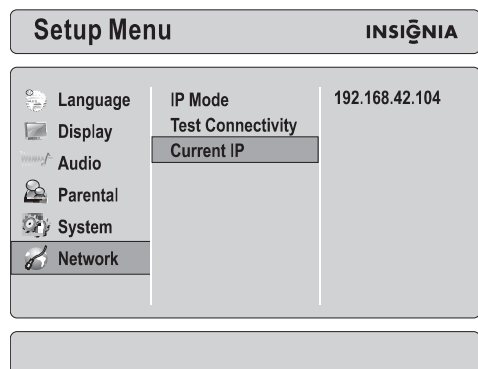 Setup Menu INSIGNIA
Language IP Mode 192.168.42.104
Display Test Connectivity
Audio Current IP
Parental
System
Network